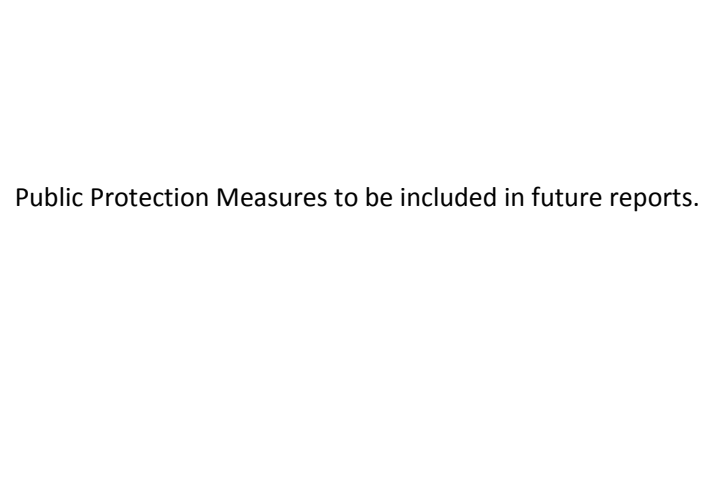 Public Protection Measures to be included in future reports.